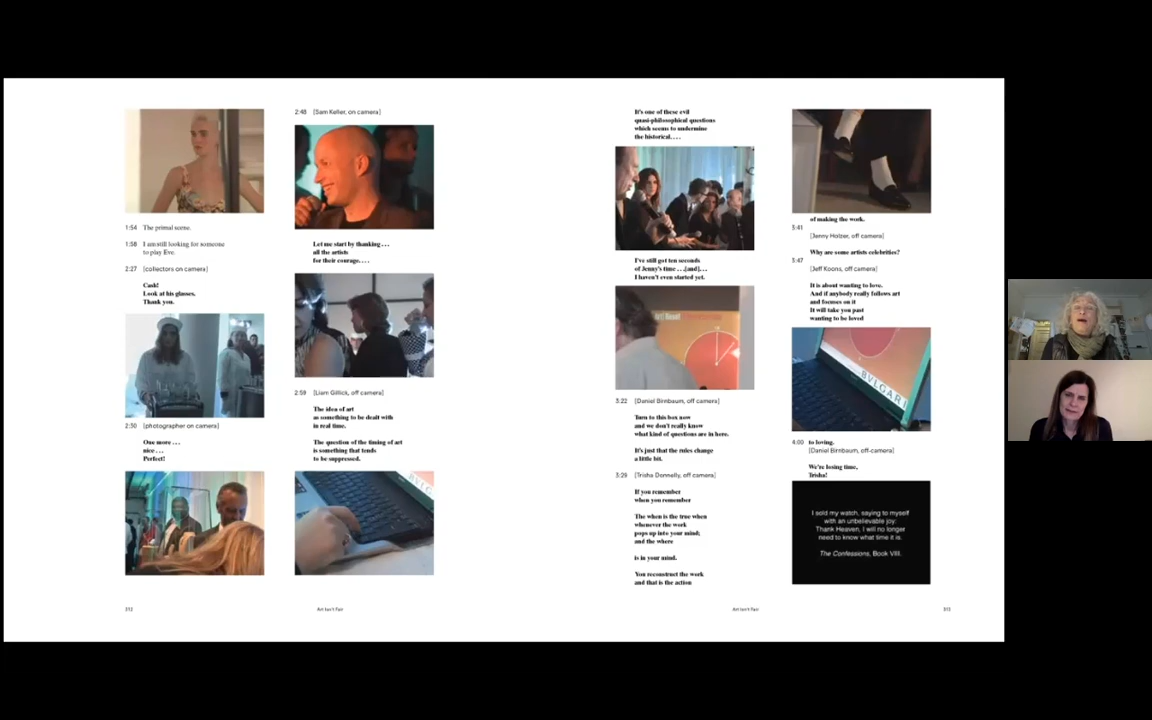 1:54 The primal scene.
1:58 I am still looking for someone
to play Eve.
2:27 [collectors on camera]
Cash!
Look at his glasses.
Thank you.
2:30 [photographer on camera]
One more . . .
nice . . .
Perfect!
312
2:48 [Sam Keller, on camera]
Let me start by thanking . . .
all the artists
for their courage. . . .
2:59 [Liam Gillick, off camera]
The idea of art
as something to be dealt with
in real time.
The question of the timing of art
is something that tends
to be suppressed.
BVLG
Art Isn't Fair
It's one of these evil
quasi-philosophical questions
which seems to undermine
the historical. . . .
I've still got ten seconds
of Jenny's time . . .[and]. . .
I haven't even started yet.
Art | Basel
3:22 [Daniel Birnbaum, off camera]
Turn to this box now
and we don't really know
what kind of questions are in here.
It's just that the rules change
a little bit.
3:29 [Trisha Donnelly, off camera]
If you remember
when you remember
The when is the true when
whenever the work
pops up into your mind;
and the where
is in your mind.
You reconstruct the work
and that is the action
Art Isn't Fair
of making the work.
3:41
[Jenny Holzer, off camera]
Why are some artists celebrities?
3:47
[Jeff Koons, off camera]
It is about wanting to love.
And if anybody really follows art
and focuses on it
It will take you past
wanting to be loved
BVLGARI
4:00 to loving.
[Daniel Birnbaum, off-camera]
We're losing time,
Trisha!
I sold my watch, saying to myself
with an unbelievable joy:
Thank Heaven, I will no longer
need to know what time it is.
The Confessions, Book VIII.
313